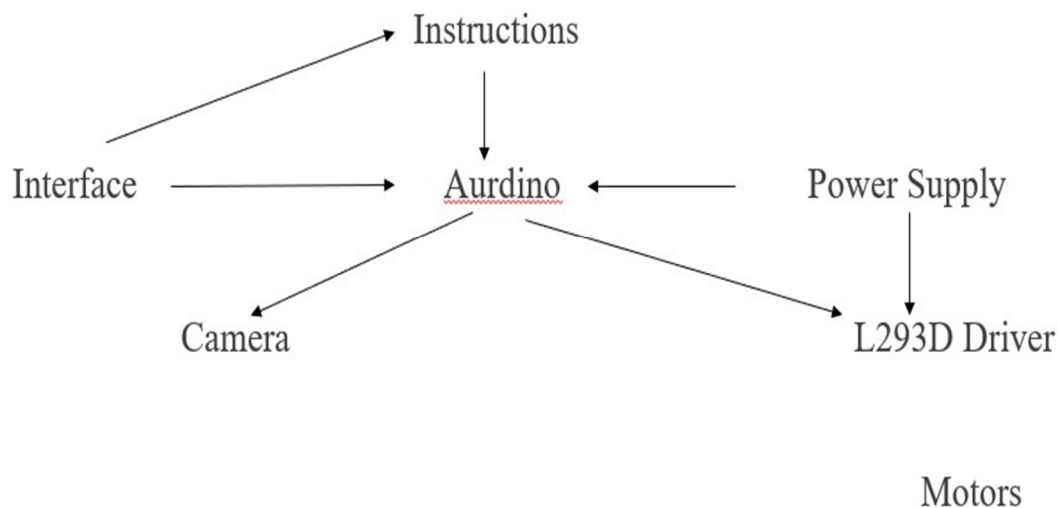 Instructions
Interface
Aurdino
Power Supply
Camera
L293D Driver
Motors